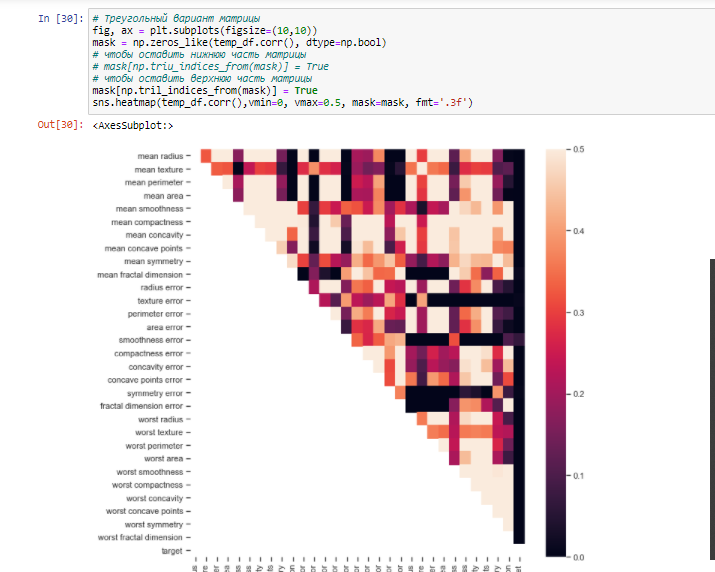 In [30]: # Треугольный вариант матрицы
fig, ax = plt.subplots(figsize=(10,10))
mask = np.zeros_like(temp_df.corr(), dtype=np.bool)
# чтобы оставить нижнюю часть матрицы
# mask[np.triu_indices_from(mask)] = True
# чтобы оставить верхнюю часть матрицы
mask[np.tril_indices_from(mask)] = True
sns.heatmap(temp_df.corr(),vmin=0, vmax=0.5, mask=mask, fmt='.3f')
Out[30]: <AxesSubplot:>
mean radius
mean texture
mean perimeter
mean area
mean smoothness
mean compactness
mean concavity
mean concave points
mean symmetry
mean fractal dimension
radius error
texture error
perimeter error
area error
smoothness error
compactness error
concavity error
concave points error
symmetry error
fractal dimension error
worst radius
worst texture
worst perimeter
worst area
worst smoothness
worst compactness
worst concavity
worst concave points
worst symmetry
worst fractal dimension
target
0.5
0.4
0.3
0.2
0.1
0.0